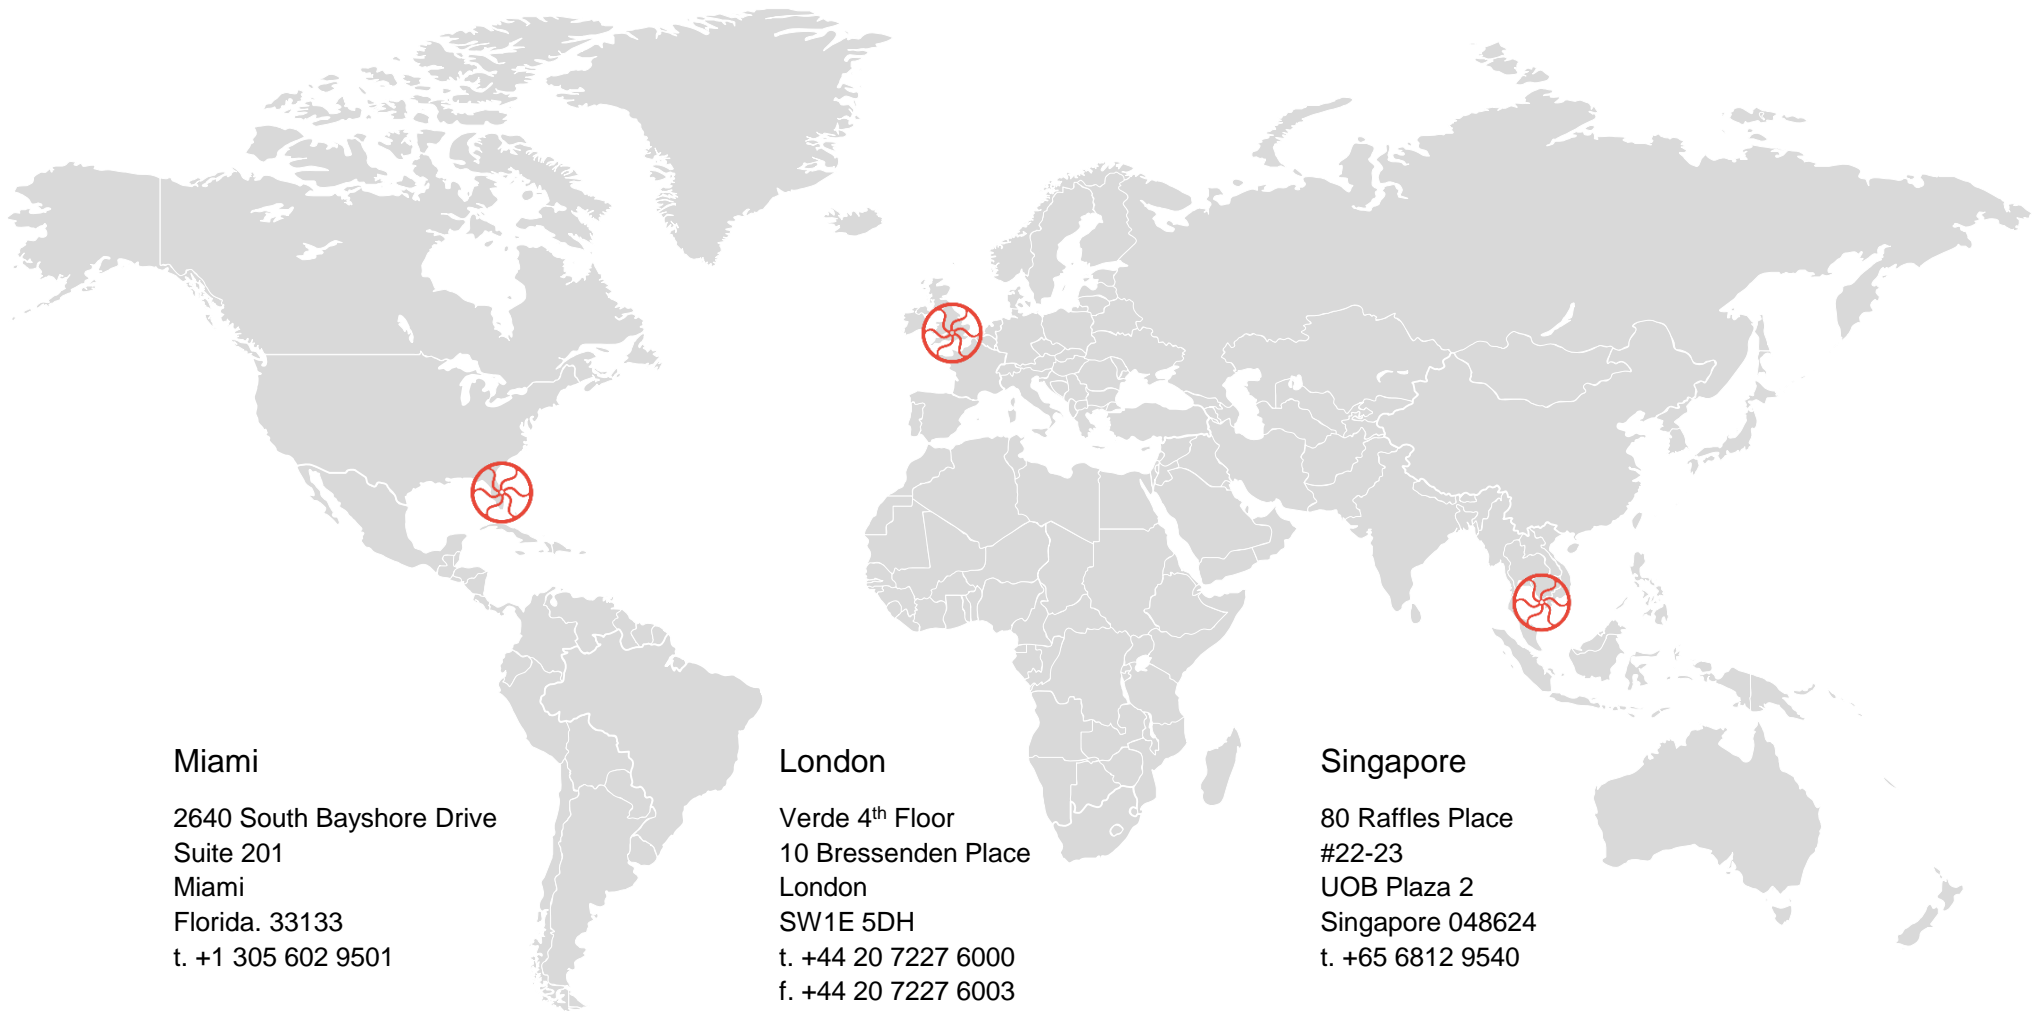 Miami
2640 South Bayshore Drive
Suite 201
Miami
Florida. 33133
t. +1 305 602 9501
London
Verde 4th Floor
10 Bressenden Place
London
SW1E 5DH
t. +44 20 7227 6000
f. +44 20 7227 6003
Singapore
80 Raffles Place
#22-23
UOB Plaza 2
Singapore 048624
t. +65 6812 9540